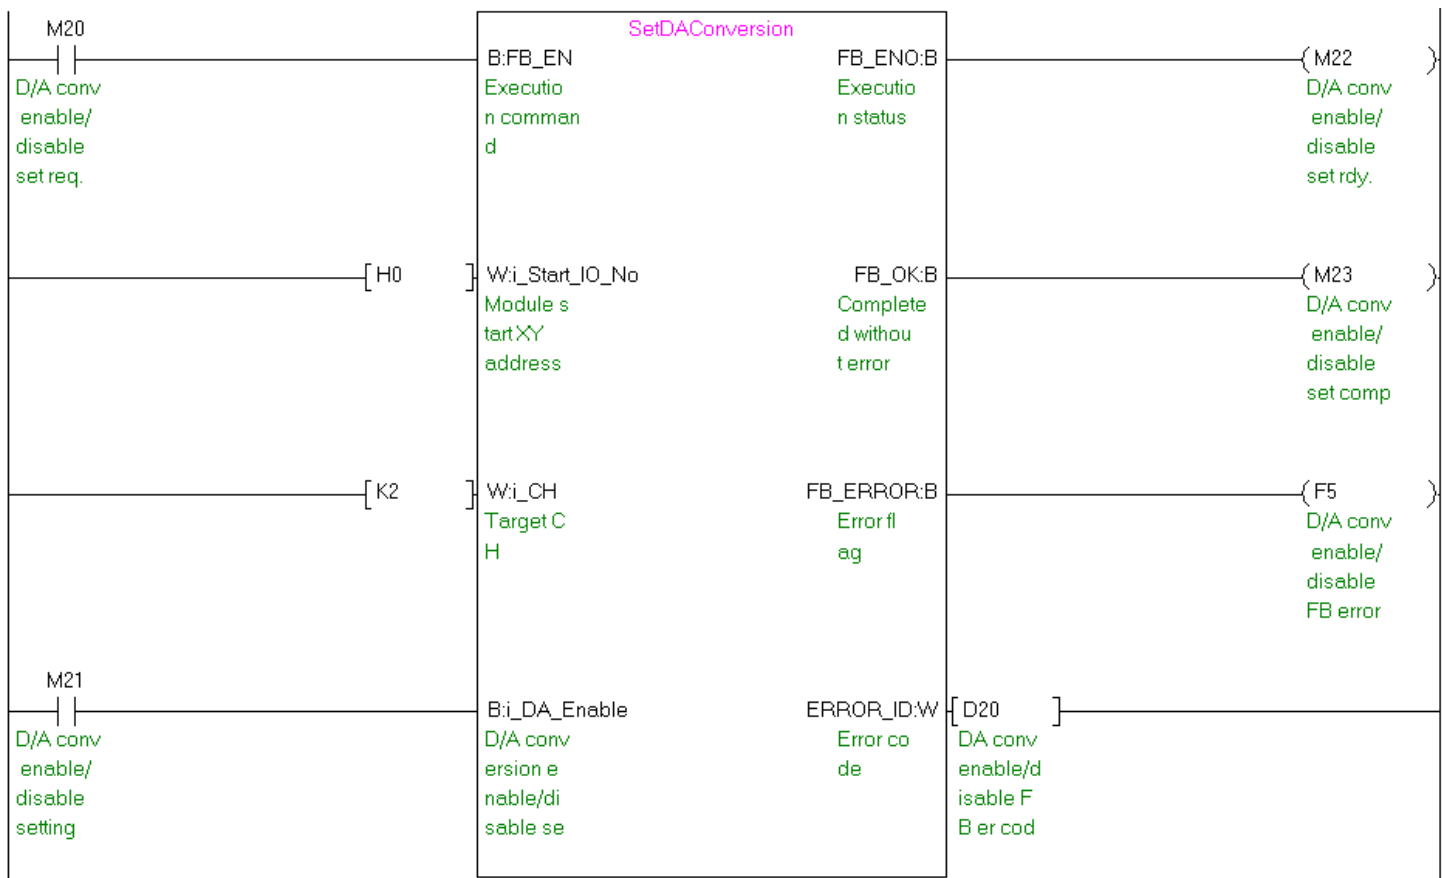 M20
SetDAConversion
B:FB_EN
FB_ENO:B
M22
D/A conv
enable/
disable
set req.
Executio
n comman
d
Executio
n status
D/A conv
enable/
disable
set rdy.
H0
W:i_Start_IO_No
FB_OK:B
M23
Module s
tart XY
address
Complete
d withou
t error
D/A conv
enable/
disable
set comp
K2
W:i_CH
FB_ERROR:B
F5
Target C
H
Error fl
ag
D/A conv
enable/
disable
FB error
M21
B:i_DA_Enable
ERROR_ID:W
D20
D/A conv
enable/
disable
setting
D/A conv
ersion e
nable/di
sable se
Error co
de
DA conv
enable/d
isable F
B er cod